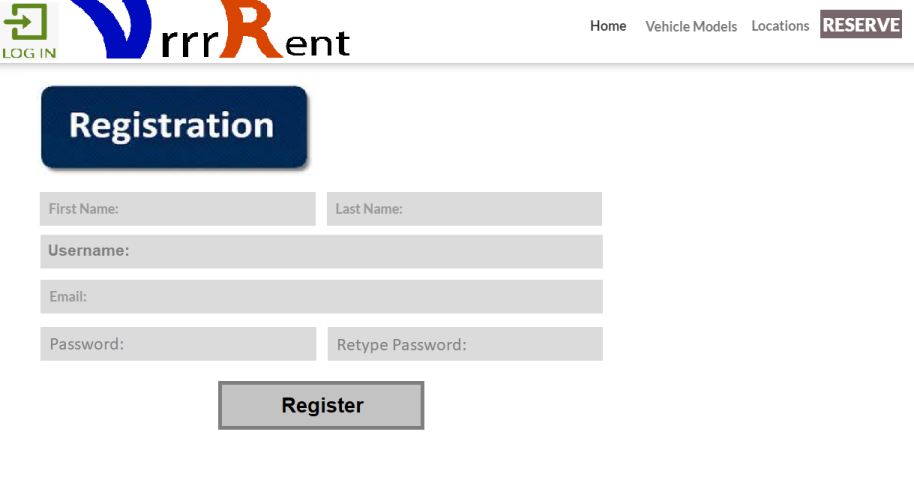 LOG IN
VrrrRent
Home Vehicle Models Locations RESERVE
Registration
First Name: Last Name:
Username:
Email:
Password: Retype Password:
Register